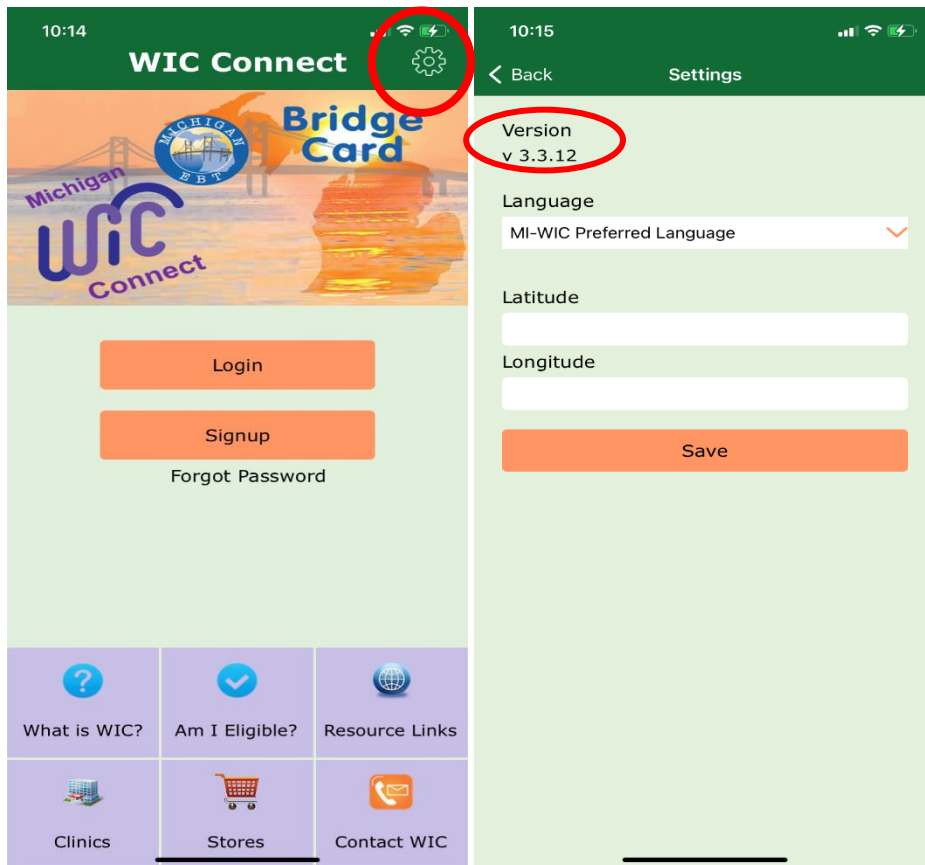 10:14
WIC Connect
Bridge
Card
MICHIGAN
EBT
Michigan
WiC
Connect
Login
Signup
Forgot Password
What is WIC?
Am I Eligible?
Resource Links
Clinics
Stores
Contact WIC
10:15
Back
Settings
Version
v 3.3.12
Language
MI-WIC Preferred Language
Latitude
Longitude
Save